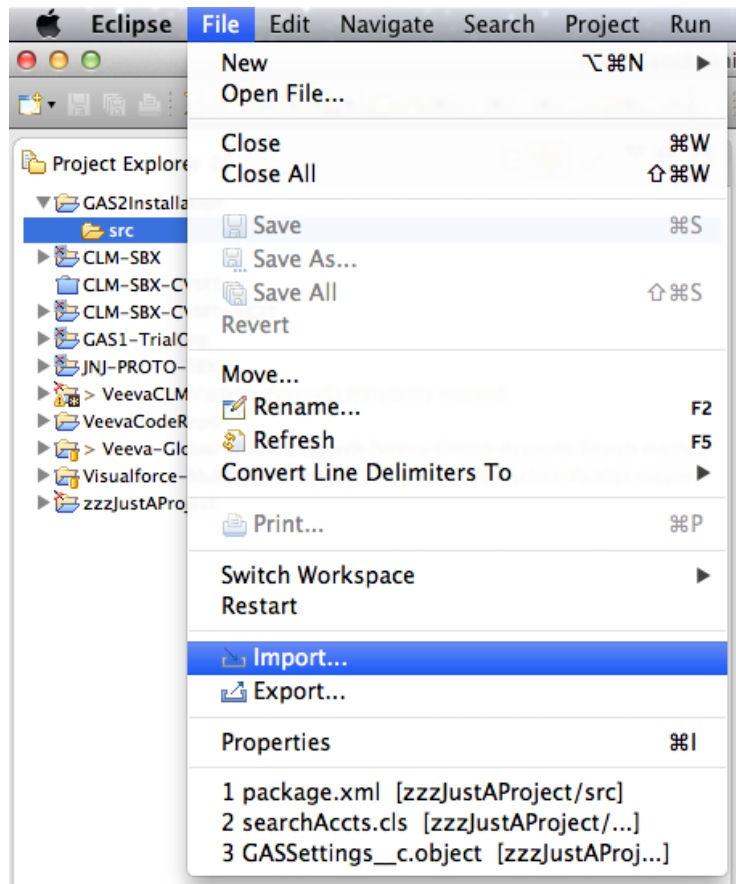 Eclipse File Edit Navigate Search Project Run
New ⌥⌘N ▶
Open File...
Close ⌘W
Close All ⇧⌘W
Save ⌘S
Save As...
Save All ⇧⌘S
Revert
Move...
Rename... F2
Refresh F5
Convert Line Delimiters To ▶
Print... ⌘P
Switch Workspace ▶
Restart
Import...
Export...
Properties ⌘I
1 package.xml [zzzJustAProject/src]
2 searchAccts.cls [zzzJustAProject/...]
3 GASSettings__c.object [zzzJustAProj...]
Project Explore
GAS2Installa
src
CLM-SBX
CLM-SBX-C
CLM-SBX-C
GAS1-Trial
JNJ-PROTO-
> VeevaCLM
VeevaCodeR
> Veeva-Glo
Visualforce-
zzzJustAPro